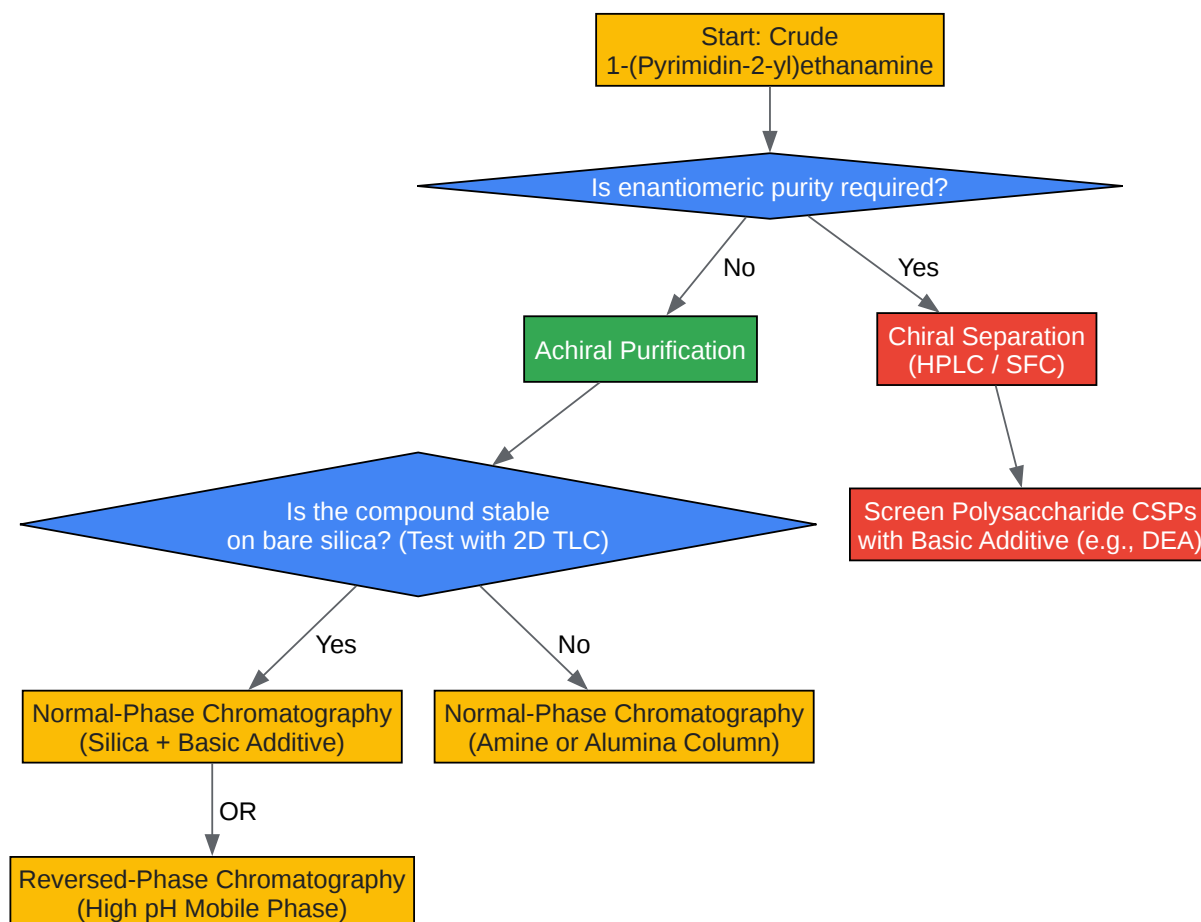 Start: Crude
1-(Pyrimidin-2-yl)ethanamine
Is enantiomeric purity required?
No
Yes
Achiral Purification
Chiral Separation
(HPLC / SFC)
Is the compound stable
on bare silica? (Test with 2D TLC)
Screen Polysaccharide CSPs
with Basic Additive (e.g., DEA)
Yes
No
Normal-Phase Chromatography
(Silica + Basic Additive)
Normal-Phase Chromatography
(Amine or Alumina Column)
OR
Reversed-Phase Chromatography
(High pH Mobile Phase)